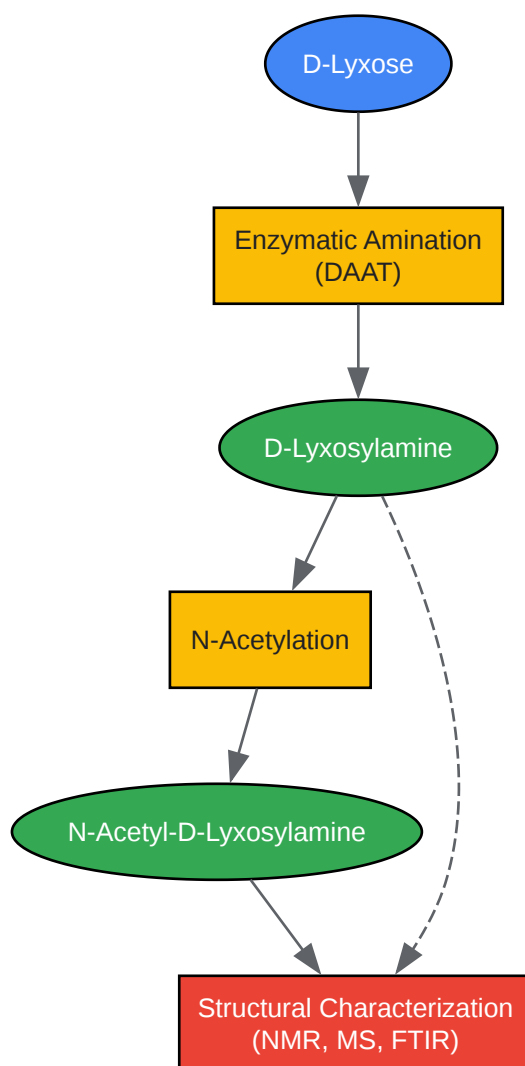 D-Lyxose
Enzymatic Amination
(DAAT)
D-Lyxosylamine
N-Acetylation
N-Acetyl-D-Lyxosylamine
Structural Characterization
(NMR, MS, FTIR)